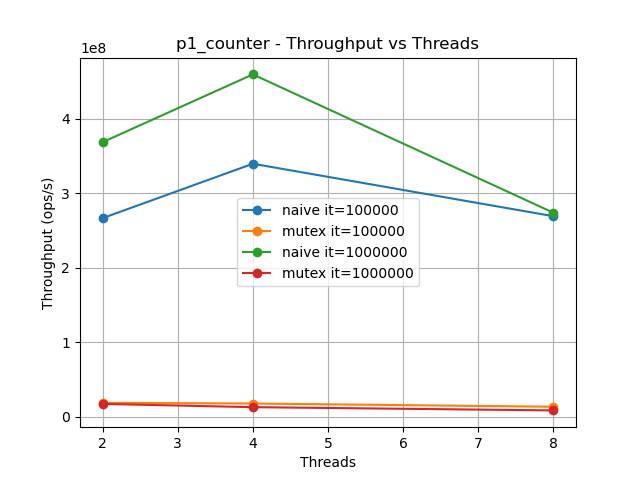 p1_counter - Throughput vs Threads
1e8
Throughput (ops/s)
4
3
2
1
0
naive it=100000
mutex it=100000
naive it=1000000
mutex it=1000000
2 3 4 5 6 7 8
Threads